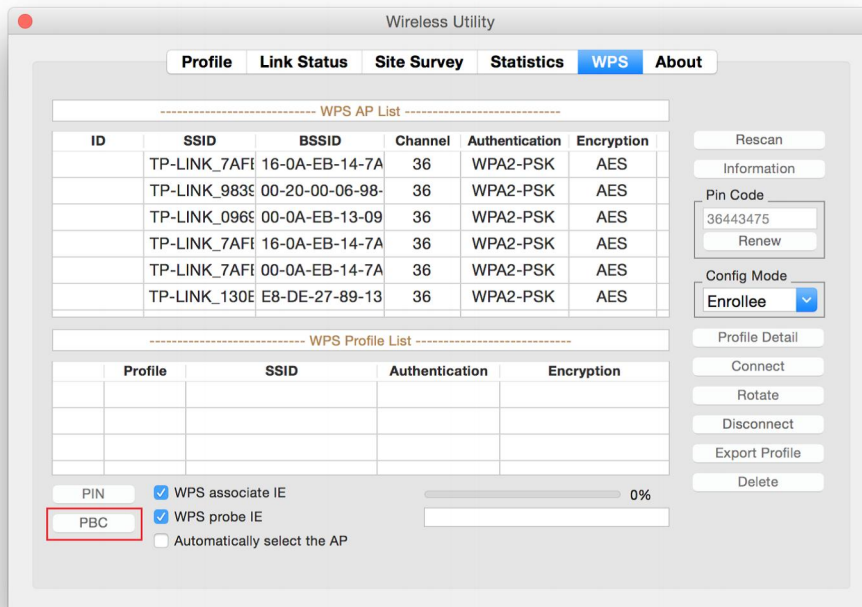 Wireless Utility
Profile Link Status Site Survey Statistics WPS About
---------------------------- WPS AP List ----------------------------
ID SSID BSSID Channel Authentication Encryption
TP-LINK_7AFE 16-0A-EB-14-7A 36 WPA2-PSK AES
TP-LINK_9839 00-20-00-06-98- 36 WPA2-PSK AES
TP-LINK_0969 00-0A-EB-13-09 36 WPA2-PSK AES
TP-LINK_7AFE 16-0A-EB-14-7A 36 WPA2-PSK AES
TP-LINK_7AFE 00-0A-EB-14-7A 36 WPA2-PSK AES
TP-LINK_130E E8-DE-27-89-13 36 WPA2-PSK AES
Rescan
Information
Pin Code
36443475
Renew
Config Mode
Enrollee
---------------------------- WPS Profile List ----------------------------
Profile SSID Authentication Encryption
Profile Detail
Connect
Rotate
Disconnect
Export Profile
Delete
PIN
PBC
WPS associate IE
WPS probe IE
Automatically select the AP
0%